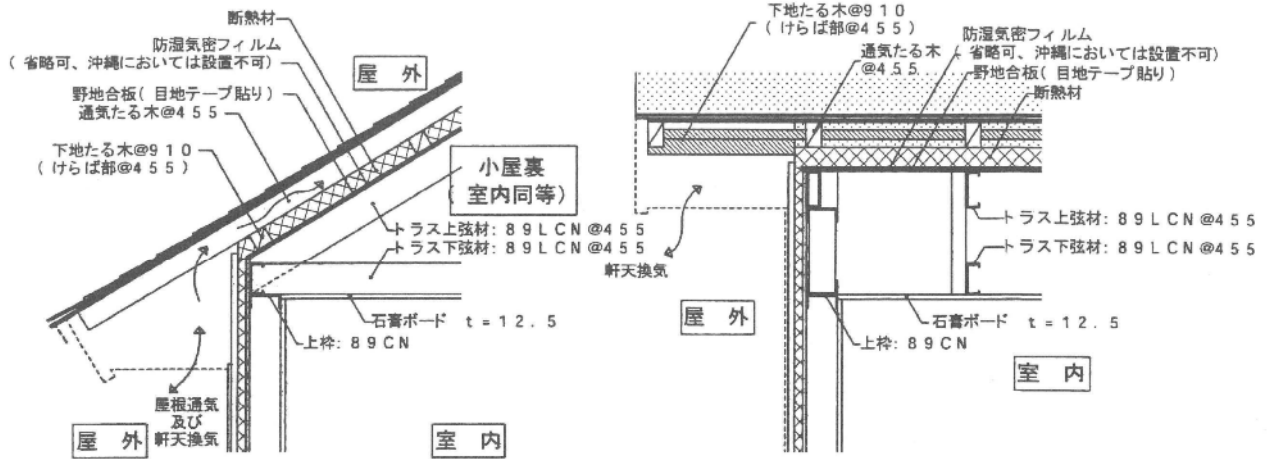 断熱材
防湿気密フィルム
(省略可、沖縄においては設置不可)
屋 外
野地合板(目地テープ貼り)
通気たる木@455
下地たる木@910
(けらば部@455)
小屋裏
(室内同等)
トラス上弦材:89LCN@455
トラス下弦材:89LCN@455
石膏ボード t=12.5
上枠:89CN
屋根通気
及び
軒天換気
屋 外
室 内
下地たる木@910
(けらば部@455)
通気たる木
@455
防湿気密フィルム
(省略可、沖縄においては設置不可)
野地合板(目地テープ貼り)
断熱材
トラス上弦材:89LCN@455
トラス下弦材:89LCN@455
軒天換気
屋 外
石膏ボード t=12.5
上枠:89CN
室 内